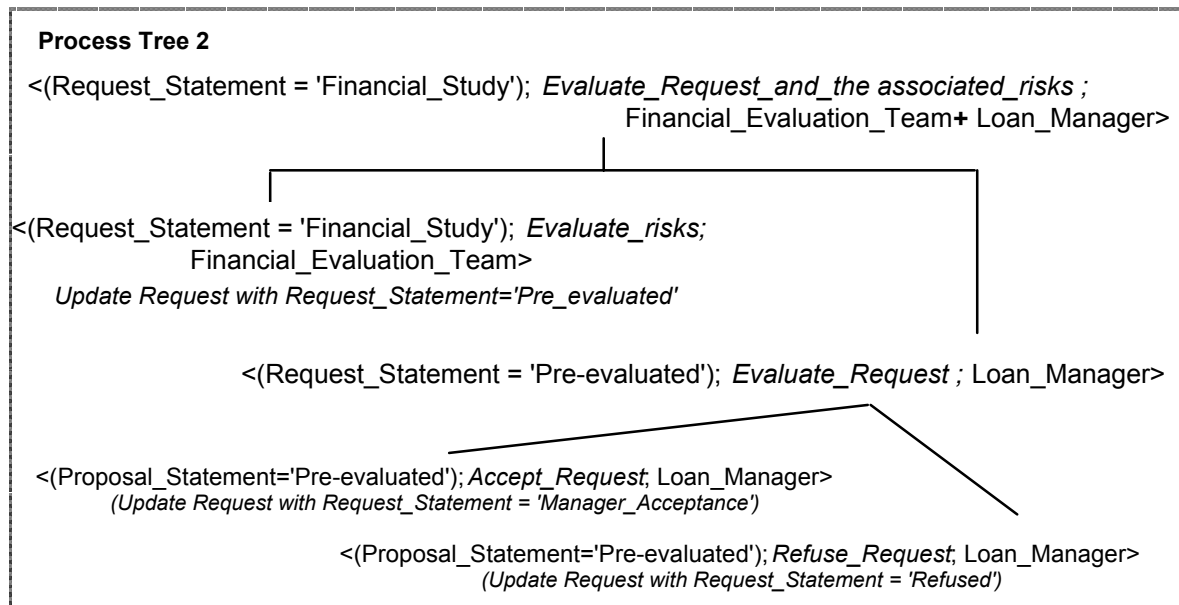 Process Tree 2
<(Request_Statement = 'Financial_Study'); Evaluate_Request_and_the associated_risks ;
Financial_Evaluation_Team+ Loan_Manager>
<(Request_Statement = 'Financial_Study'); Evaluate_risks;
Financial_Evaluation_Team>
Update Request with Request_Statement='Pre_evaluated'
<(Request_Statement = 'Pre-evaluated'); Evaluate_Request ; Loan_Manager>
<(Proposal_Statement='Pre-evaluated'); Accept_Request; Loan_Manager>
(Update Request with Request_Statement = 'Manager_Acceptance')
<(Proposal_Statement='Pre-evaluated'); Refuse_Request; Loan_Manager>
(Update Request with Request_Statement = 'Refused')